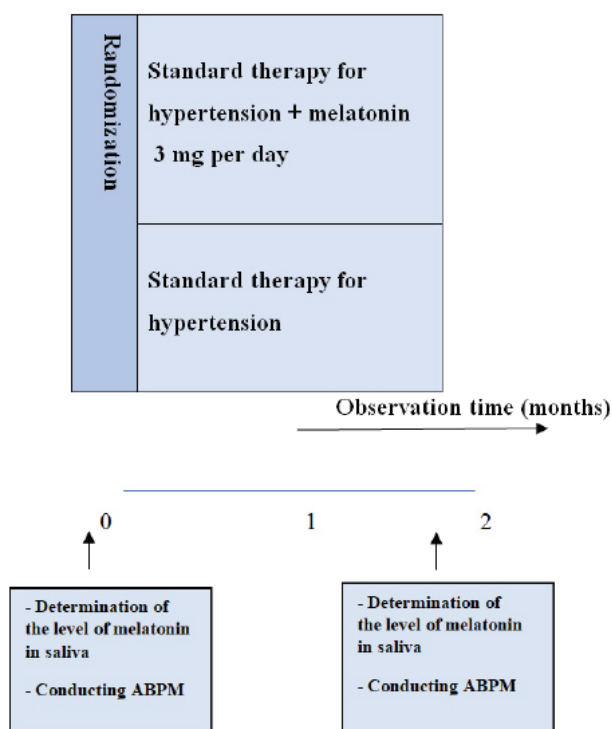 Randomization
Standard therapy for
hypertension + melatonin
3 mg per day
Standard therapy for
hypertension
Observation time (months)
0 1 2
- Determination of
the level of melatonin
in saliva
- Conducting ABPM
- Determination of
the level of melatonin
in saliva
- Conducting ABPM